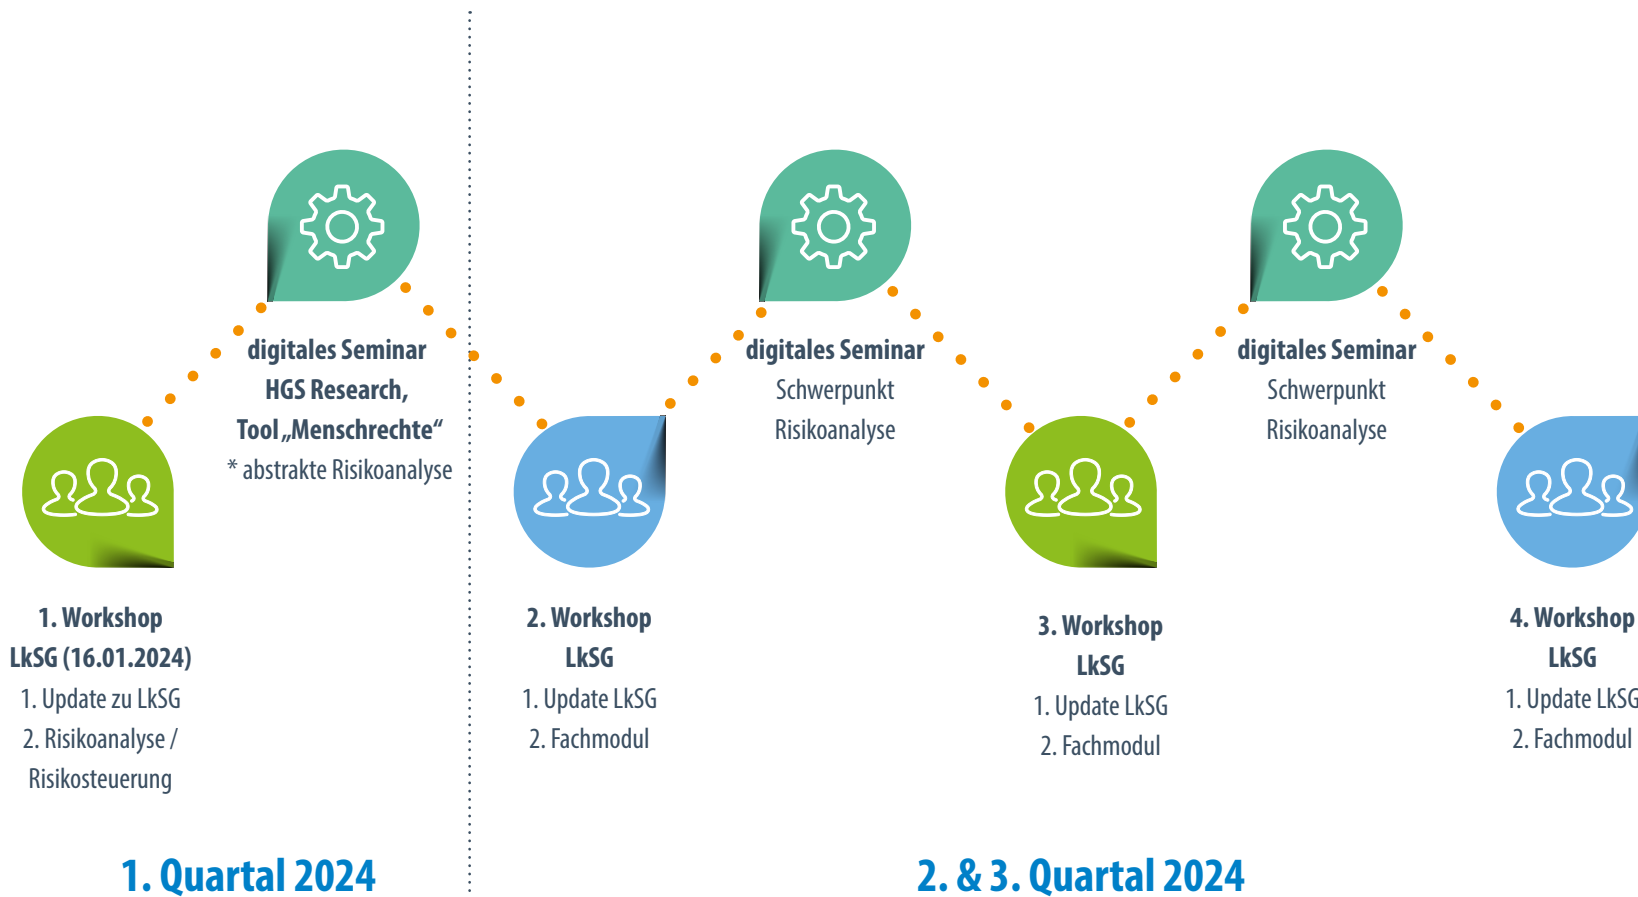 digitales Seminar
HGS Research,
Tool „Menschrechte“
* abstrakte Risikoanalyse
digitales Seminar
Schwerpunkt
Risikoanalyse
digitales Seminar
Schwerpunkt
Risikoanalyse
1. Workshop
LkSG (16.01.2024)
1. Update zu LkSG
2. Risikoanalyse /
Risikosteuerung
2. Workshop
LkSG
1. Update LkSG
2. Fachmodul
3. Workshop
LkSG
1. Update LkSG
2. Fachmodul
4. Workshop
LkSG
1. Update LkSG
2. Fachmodul
1. Quartal 2024
2. & 3. Quartal 2024